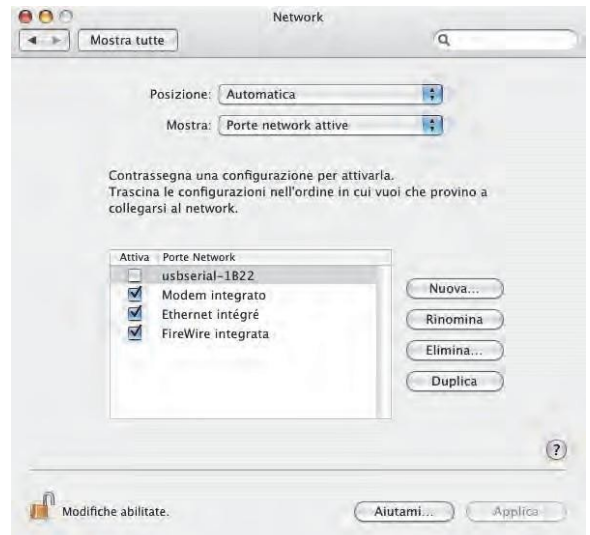 Network
Mostra tutte
Posizione: Automatica
Mostra: Porte network attive
Contrassegna una configurazione per attivarla.
Trascina le configurazioni nell'ordine in cui vuoi che provino a
collegarsi al network.
Attiva Porte Network
usbserial-1B22
Modem integrato
Ethernet intégré
FireWire integrata
Nuova...
Rinomina
Elimina...
Duplica
?
Modifiche abilitate.
Aiutami...
Applica